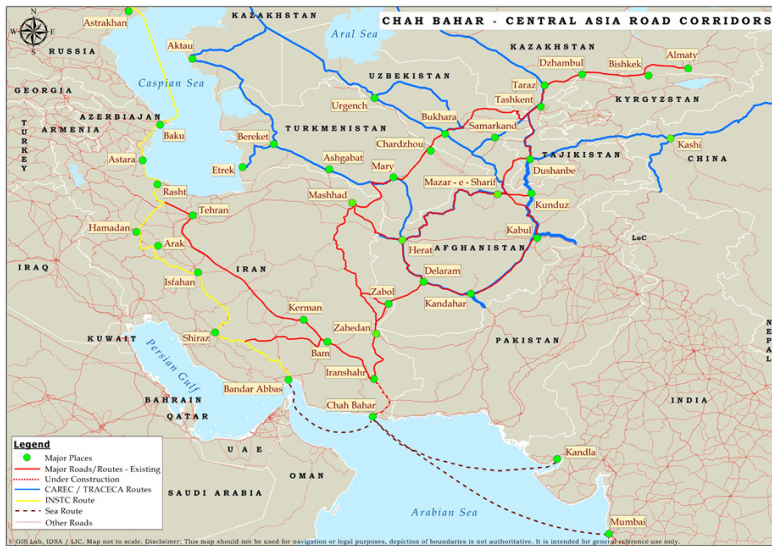 CHAH BAHAR - CENTRAL ASIA ROAD CORRIDORS
Astrakhan
KAZAKHSTAN
Aral Sea
N
W
E
S
RUSSIA
Aktau
KAZAKHSTAN
Dzhambul
Bishkek
Almaty
Caspian Sea
UZBEKISTAN
Taraz
GEORGIA
Urgench
Tashkent
KYRGYZSTAN
AZERBAIJAN
Bukhara
Samarkand
ARMENIA
Baku
Bereket
TURKMENISTAN
TURKEY
Chardzhou
Kashi
Astara
Etrek
Ashgabat
Mary
TAJIKISTAN
CHINA
Dushanbe
Rasht
Mashhad
Mazar - e - Sharif
Kunduz
Tehran
Hamadan
Kabul
Arak
Herat
AFGHANISTAN
LoC
IRAQ
IRAN
Delaram
Isfahan
Zabol
Kandahar
Kerman
Shiraz
Zahedan
NEPAL
KUWAIT
PAKISTAN
Persian Gulf
Bam
Iranshahr
Bandar Abbas
BAHRAIN
INDIA
QATAR
Chah Bahar
Legend
Major Places
Major Roads/Routes - Existing
Under Construction
CAREC / TRACECA Routes
INSTC Route
Sea Route
Other Roads
UAE
Kandla
OMAN
SAUDI ARABIA
Arabian Sea
Mumbai
© GIS Lab, IDSA / LIC, Map not to scale. Disclaimer: This map should not be used for navigation or legal purposes, depiction of boundaries is not authoritative. It is intended for general reference use only.